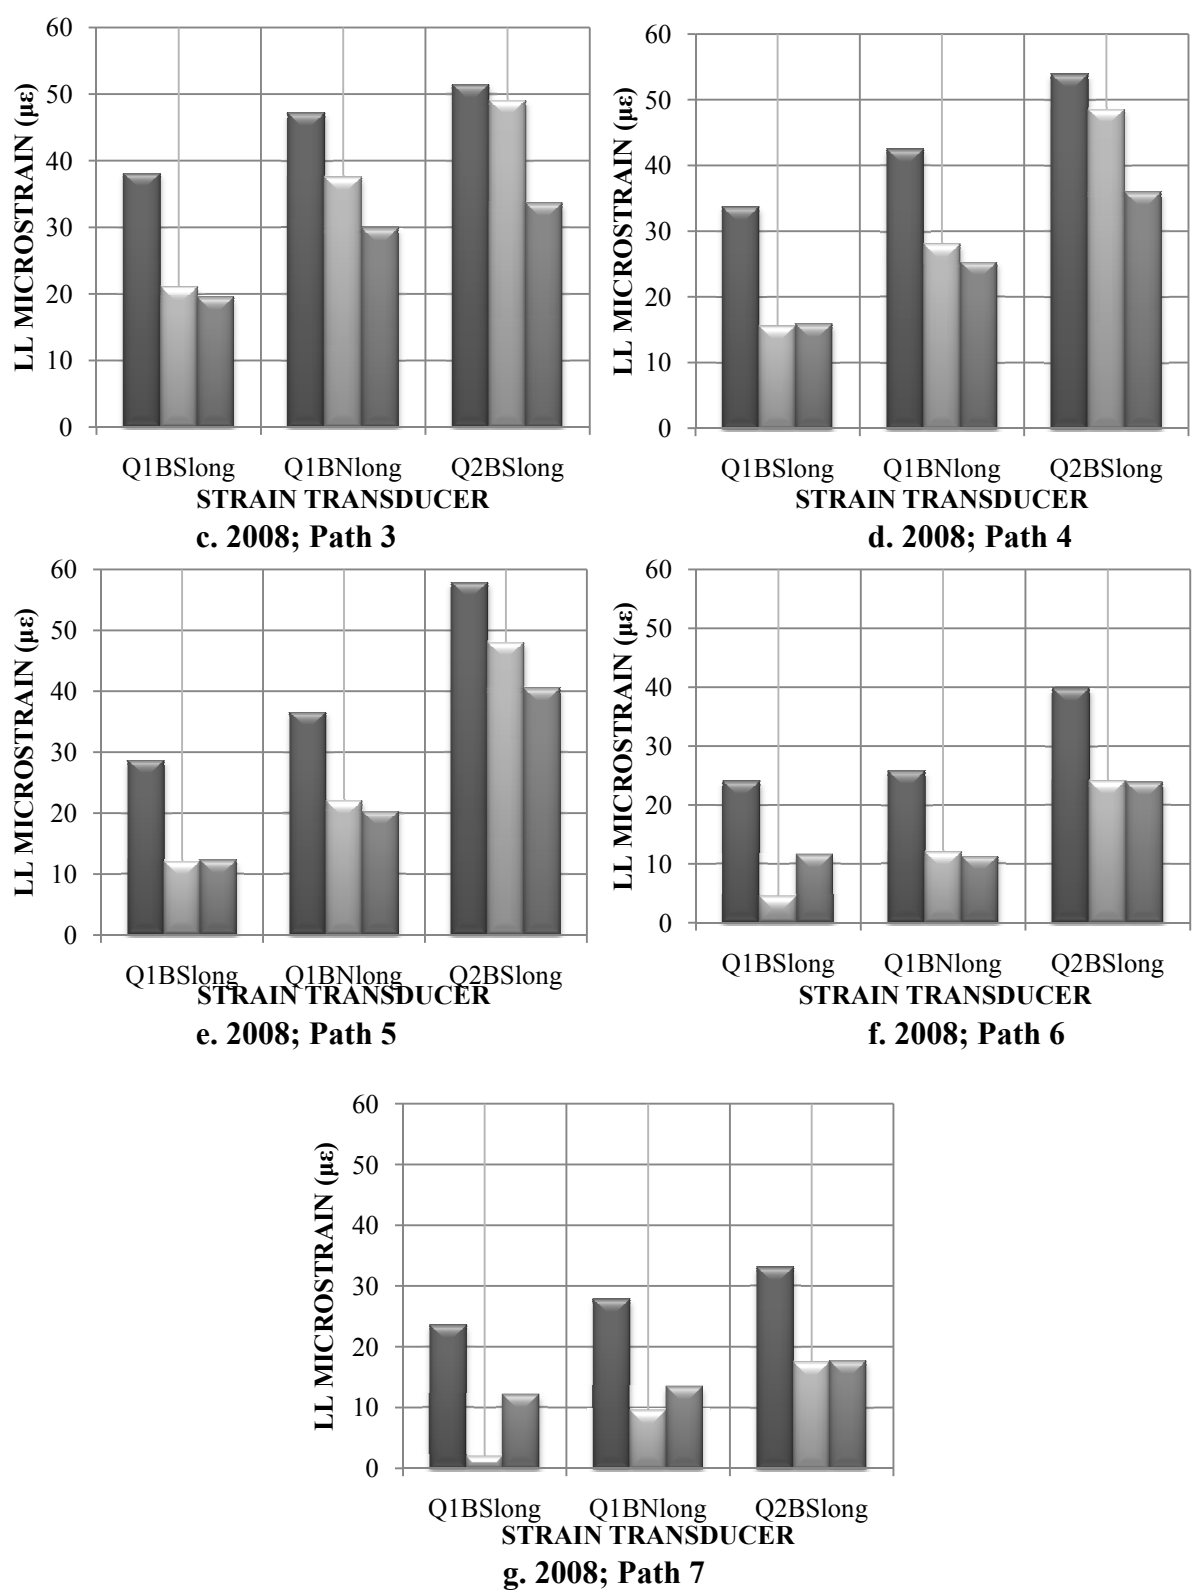 LL MICROSTRAIN (µε)
60
50
40
30
20
10
0
Q1BSlong Q1BNlong Q2BSlong
STRAIN TRANSDUCER
c. 2008; Path 3
LL MICROSTRAIN (µε)
60
50
40
30
20
10
0
Q1BSlong Q1BNlong Q2BSlong
STRAIN TRANSDUCER
d. 2008; Path 4
LL MICROSTRAIN (µε)
60
50
40
30
20
10
0
Q1BSlong Q1BNlong Q2BSlong
STRAIN TRANSDUCER
e. 2008; Path 5
LL MICROSTRAIN (µε)
60
50
40
30
20
10
0
Q1BSlong Q1BNlong Q2BSlong
STRAIN TRANSDUCER
f. 2008; Path 6
LL MICROSTRAIN (µε)
60
50
40
30
20
10
0
Q1BSlong Q1BNlong Q2BSlong
STRAIN TRANSDUCER
g. 2008; Path 7